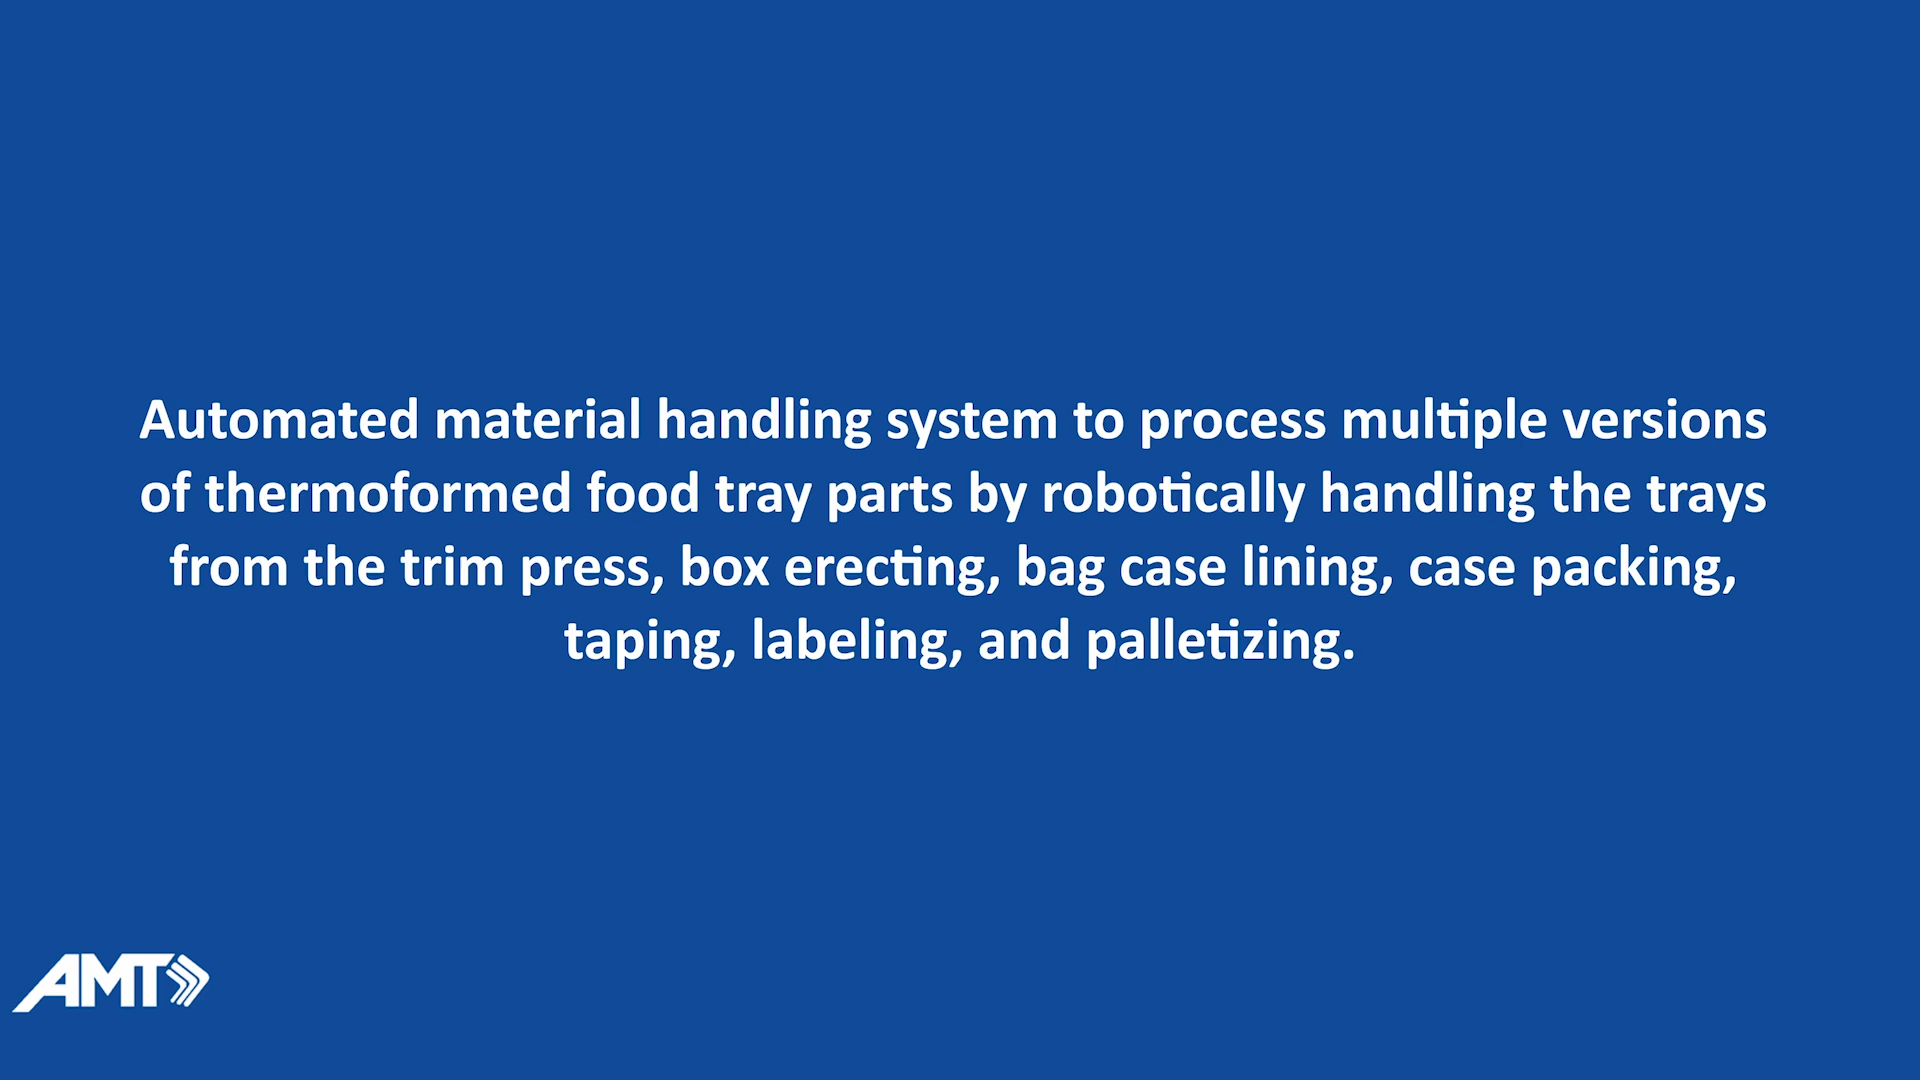 Automated material handling system to process multiple versions
of thermoformed food tray parts by robotically handling the trays
from the trim press, box erecting, bag case lining, case packing,
taping, labeling, and palletizing.
AMT